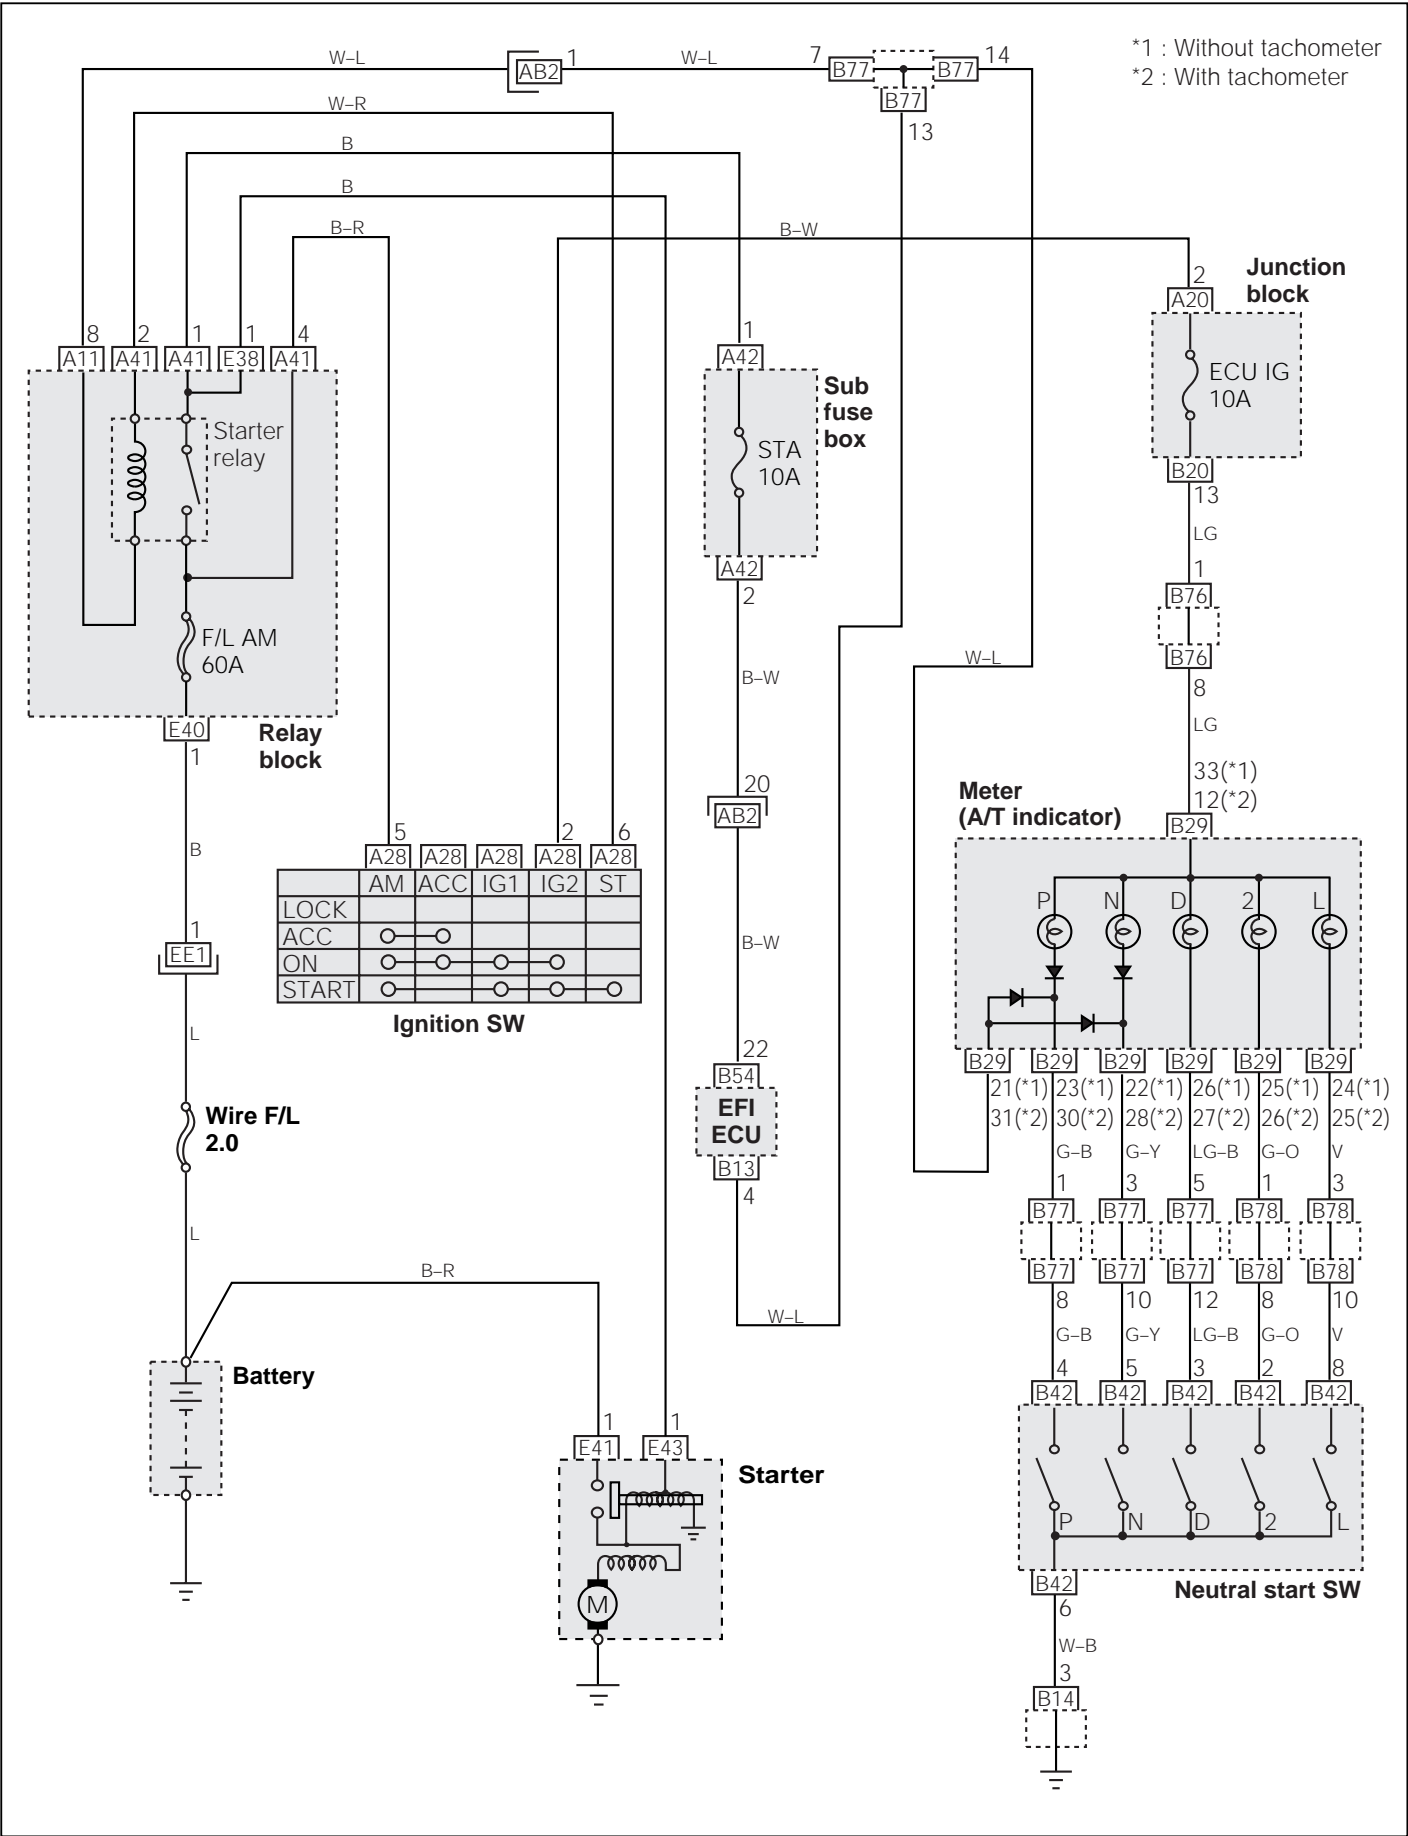 *1 : Without tachometer
*2 : With tachometer
W–L
AB2
1
W–L
7
B77
B77
14
B77
13
W–R
B
B
B–R
B–W
8
2
1
1
4
A11
A41
A41
E38
A41
Starter
relay
F/L AM
60A
E40
1
Relay
block
1
A42
Sub
fuse
box
STA
10A
A42
2
B–W
20
AB2
B–W
22
B54
EFI
ECU
B13
4
W–L
2
A20
Junction
block
ECU IG
10A
B20
13
LG
1
B76
B76
8
LG
33(*1)
12(*2)
B29
W–L
Meter
(A/T indicator)
P
N
D
2
L
B29
B29
B29
B29
B29
B29
21(*1)
23(*1)
22(*1)
26(*1)
25(*1)
24(*1)
31(*2)
30(*2)
28(*2)
27(*2)
26(*2)
25(*2)
G–B
G–Y
LG–B
G–O
V
1
3
5
1
3
B77
B77
B77
B78
B78
B77
B77
B77
B78
B78
8
10
12
8
10
G–B
G–Y
LG–B
G–O
V
4
5
3
2
8
B42
B42
B42
B42
B42
P
N
D
2
L
B42
Neutral start SW
6
W–B
3
B14
5
2
6
A28
A28
A28
A28
A28
AM
ACC
IG1
IG2
ST
LOCK
ACC
ON
START
Ignition SW
B
1
EE1
L
Wire F/L
2.0
L
B–R
Battery
1
1
E41
E43
Starter
M